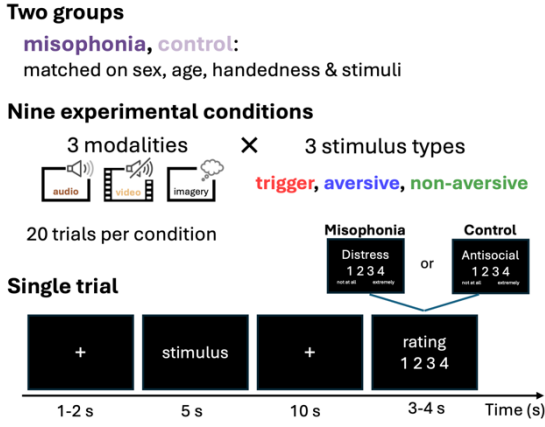 Two groups
misophonia, control:
matched on sex, age, handedness & stimuli
Nine experimental conditions
3 modalities × 3 stimulus types
audio video imagery
trigger, aversive, non-aversive
20 trials per condition
Misophonia Control
Distress or Antisocial
1 2 3 4 1 2 3 4
not at all extremely not at all extremely
Single trial
+ stimulus + rating
1 2 3 4
1-2 s 5 s 10 s 3-4 s Time (s)